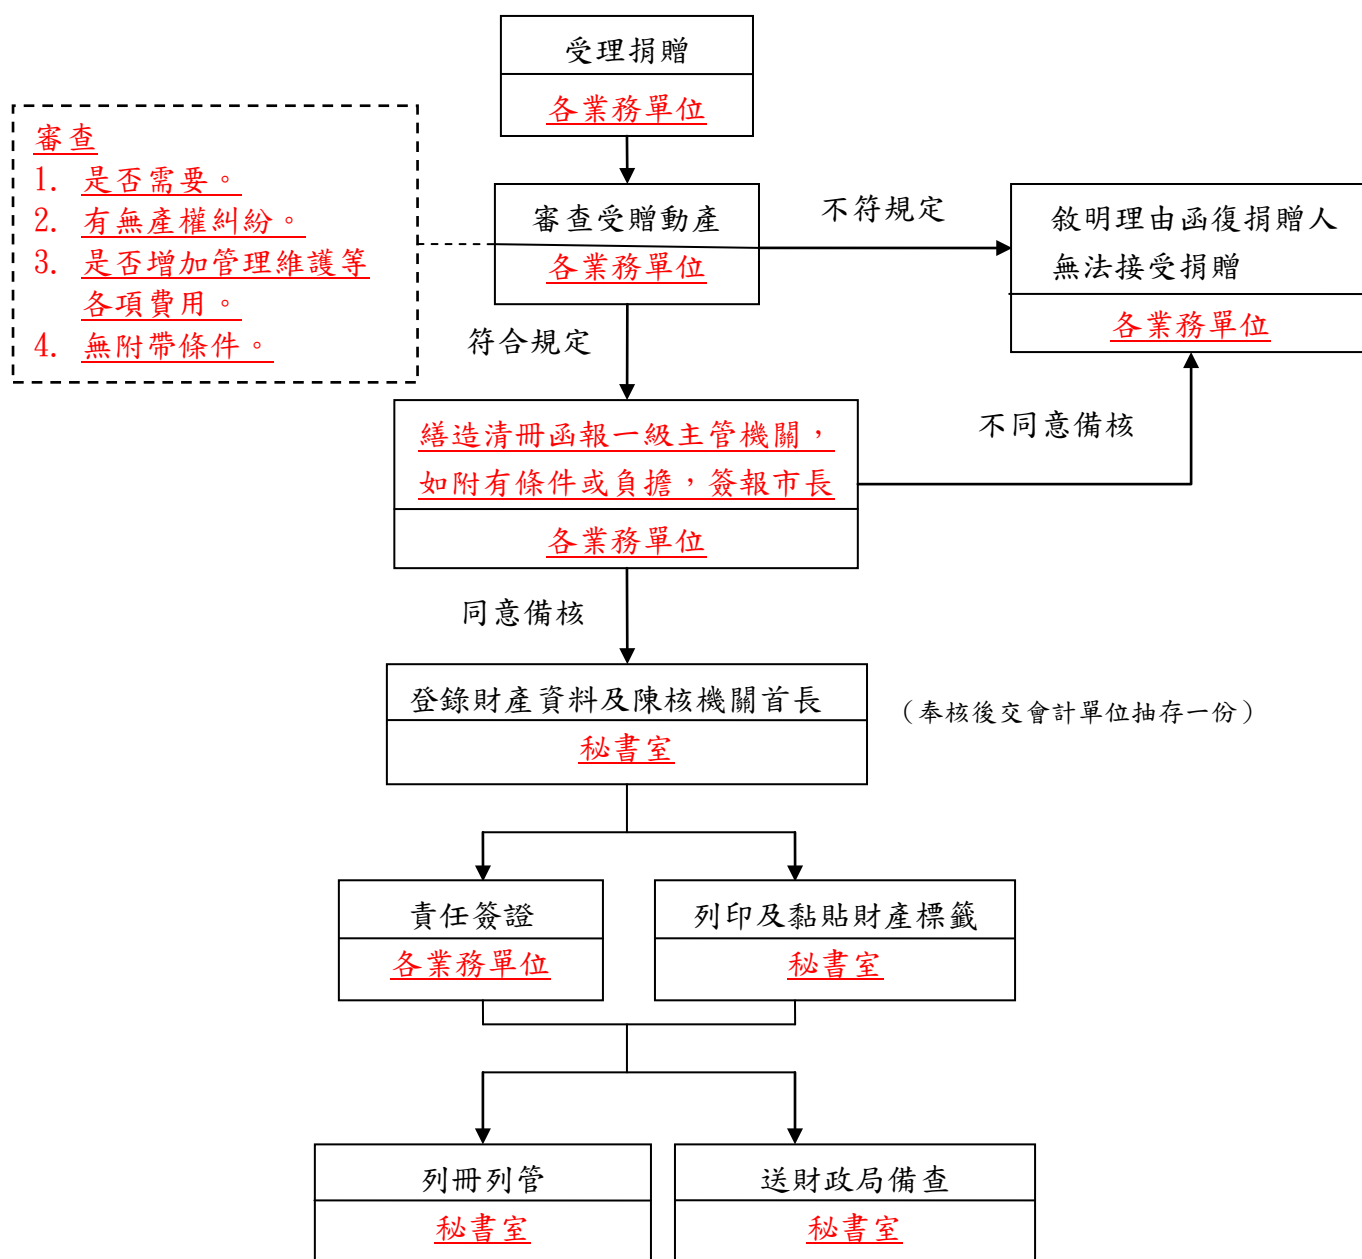 受理捐贈
各業務單位
審查
1. 是否需要。
2. 有無產權糾紛。
3. 是否增加管理維護等
各項費用。
4. 無附帶條件。
審查受贈動產
各業務單位
不符規定
敘明理由函復捐贈人
無法接受捐贈
各業務單位
符合規定
繕造清冊函報一級主管機關，
如附有條件或負擔，簽報市長
各業務單位
不同意備核
同意備核
登錄財產資料及陳核機關首長
秘書室
（奉核後交會計單位抽存一份）
責任簽證
各業務單位
列印及黏貼財產標籤
秘書室
列冊列管
秘書室
送財政局備查
秘書室